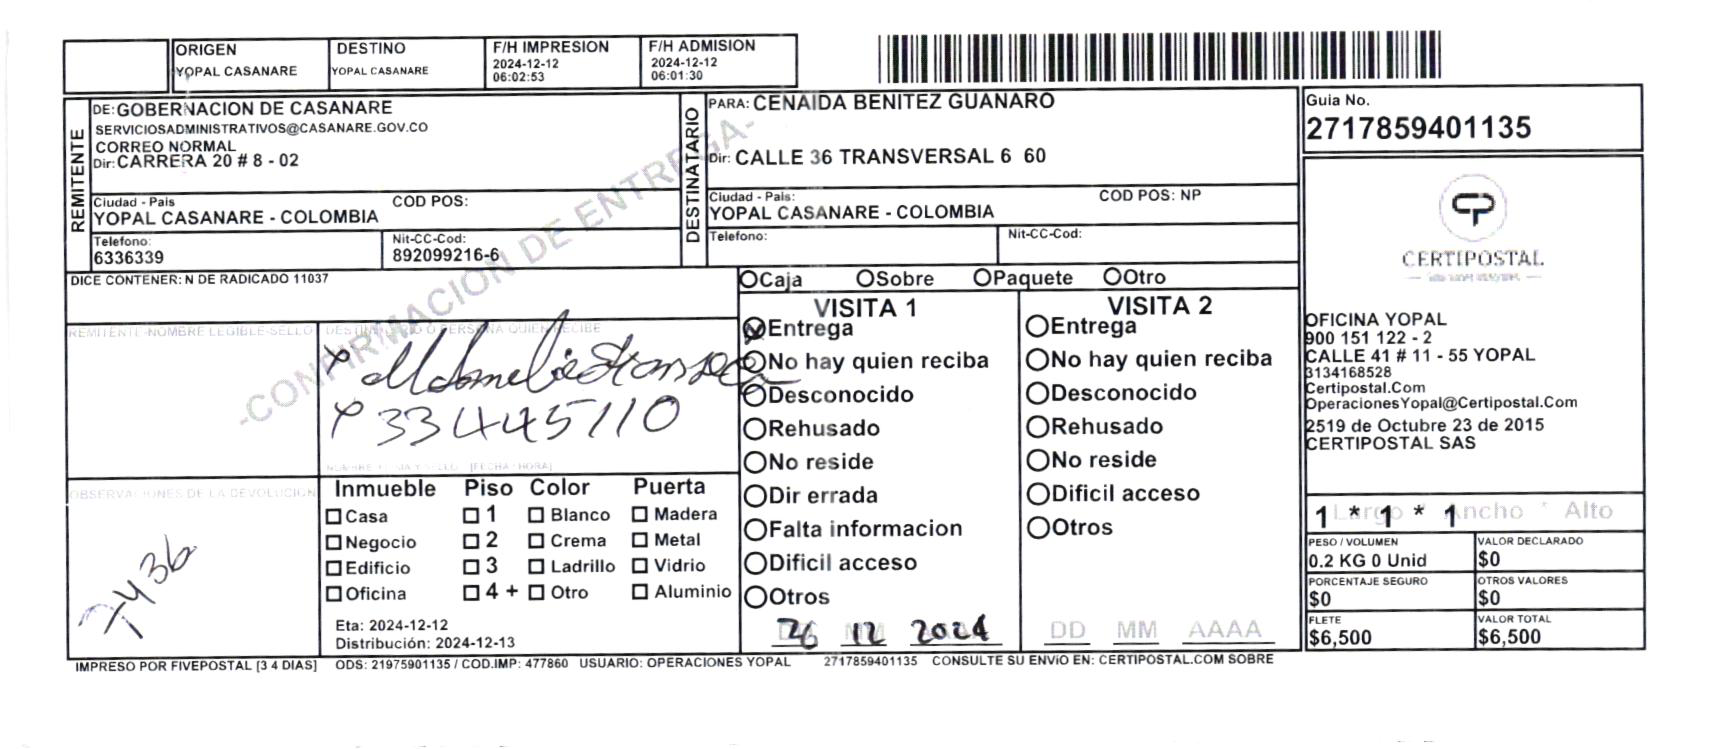 ORIGEN
YOPAL CASANARE
DESTINO
YOPAL CASANARE
F/H IMPRESION
2024-12-12
06:02:53
F/H ADMISION
2024-12-12
06:01:30
REMITENTE
DE: GOBERNACION DE CASANARE
SERVICIOSADMINISTRATIVOS@CASANARE.GOV.CO
CORREO NORMAL
Dir: CARRERA 20 # 8 - 02
Ciudad - Pais
COD POS:
YOPAL CASANARE - COLOMBIA
Telefono:
6336339
Nit-CC-Cod:
892099216-6
DESTINATARIO
PARA: CENAIDA BENITEZ GUANARO
Dir: CALLE 36 TRANSVERSAL 6 60
Ciudad - Pais:
COD POS: NP
YOPAL CASANARE - COLOMBIA
Telefono:
Nit-CC-Cod:
Guia No.
2717859401135
CERTIPOSTAL
OFICINA YOPAL
900 151 122 - 2
CALLE 41 # 11 - 55 YOPAL
3134168528
Certipostal.Com
OperacionesYopal@Certipostal.Com
2519 de Octubre 23 de 2015
CERTIPOSTAL SAS
1 * 1 * 1
Largo * Ancho * Alto
PESO / VOLUMEN
0.2 KG 0 Unid
VALOR DECLARADO
$0
PORCENTAJE SEGURO
$0
OTROS VALORES
$0
FLETE
$6,500
VALOR TOTAL
$6,500
DICE CONTENER: N DE RADICADO 11037
-CONFIRMACION DE ENTREGA-
REMITENTE-NOMBRE LEGIBLE-SELLO
DESTINATARIO O PERSONA QUIEN RECIBE
x 334445110
[FECHA / HORA]
OBSERVACIONES DE LA DEVOLUCION
7436
Inmueble Piso Color Puerta
Casa 1 Blanco Madera
Negocio 2 Crema Metal
Edificio 3 Ladrillo Vidrio
Oficina 4 + Otro Aluminio
Eta: 2024-12-12
Distribución: 2024-12-13
Caja Sobre Paquete Otro
VISITA 1
Entrega
No hay quien reciba
Desconocido
Rehusado
No reside
Dir errada
Falta informacion
Dificil acceso
Otros
26 12 2024
VISITA 2
Entrega
No hay quien reciba
Desconocido
Rehusado
No reside
Dificil acceso
Otros
DD MM AAAA
IMPRESO POR FIVEPOSTAL [3 4 DIAS] ODS: 21975901135 / COD.IMP: 477860 USUARIO: OPERACIONES YOPAL 2717859401135 CONSULTE SU ENVíO EN: CERTIPOSTAL.COM SOBRE